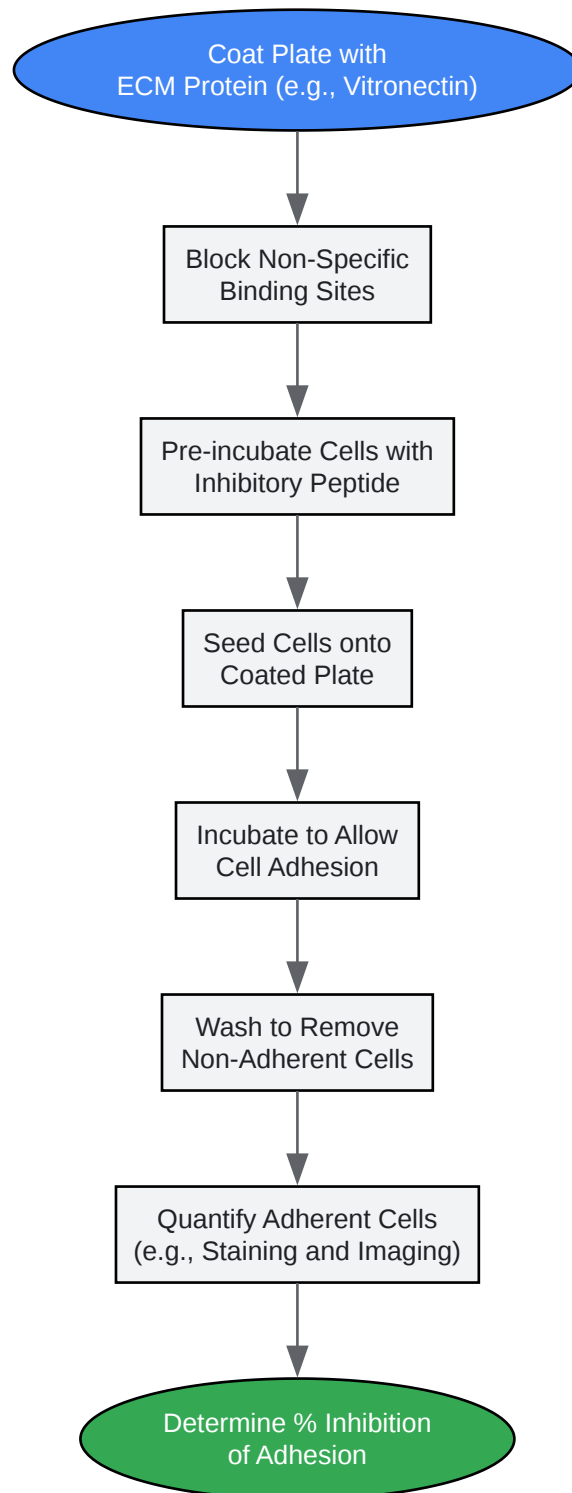 Coat Plate with
ECM Protein (e.g., Vitronectin)
Block Non-Specific
Binding Sites
Pre-incubate Cells with
Inhibitory Peptide
Seed Cells onto
Coated Plate
Incubate to Allow
Cell Adhesion
Wash to Remove
Non-Adherent Cells
Quantify Adherent Cells
(e.g., Staining and Imaging)
Determine % Inhibition
of Adhesion